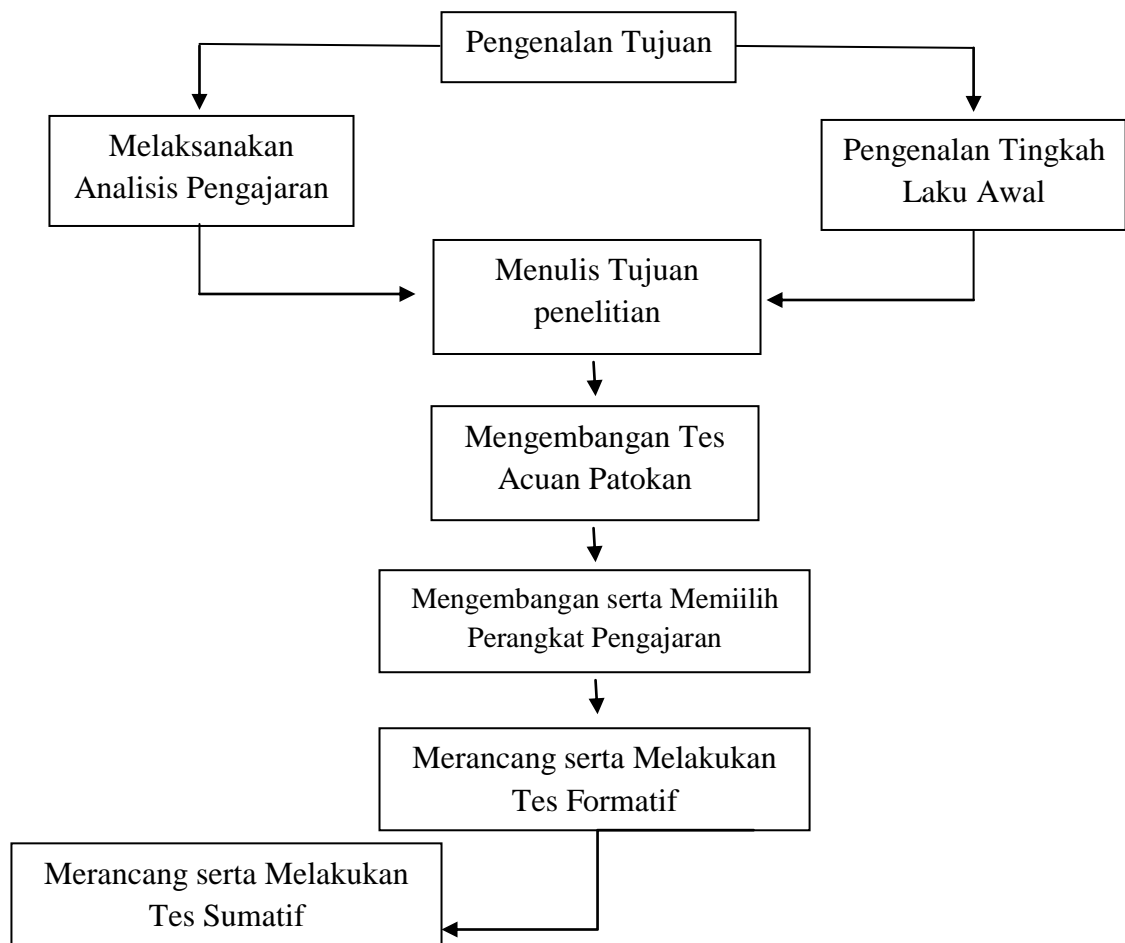 Pengenalan Tujuan
Melaksanakan
Analisis Pengajaran
Pengenalan Tingkah
Laku Awal
Menulis Tujuan
penelitian
Mengembangan Tes
Acuan Patokan
Mengembangan serta Memiilih
Perangkat Pengajaran
Merancang serta Melakukan
Tes Formatif
Merancang serta Melakukan
Tes Sumatif